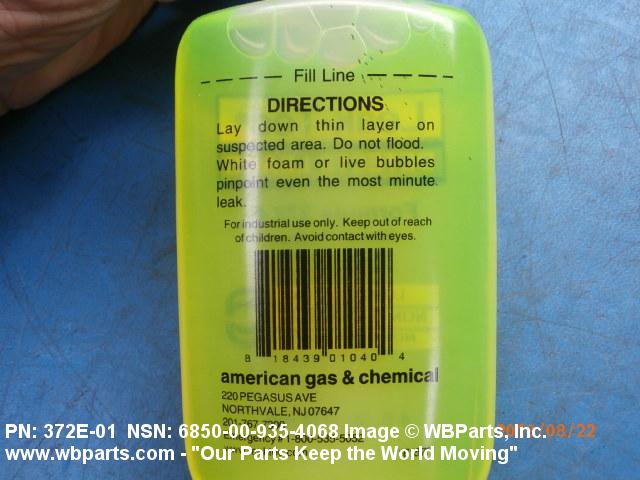 Fill Line
DIRECTIONS
Lay down thin layer on
suspected area. Do not flood.
White foam or live bubbles
pinpoint even the most minute
leak.
For industrial use only. Keep out of reach
of children. Avoid contact with eyes.
8 18439 01040 4
american gas & chemical
220 PEGASUS AVE
NORTHVALE, NJ 07647
PN: 372E-01 NSN: 6850-00-935-4068 Image © WBParts, Inc.
/08/22
www.wbparts.com - "Our Parts Keep the World Moving"